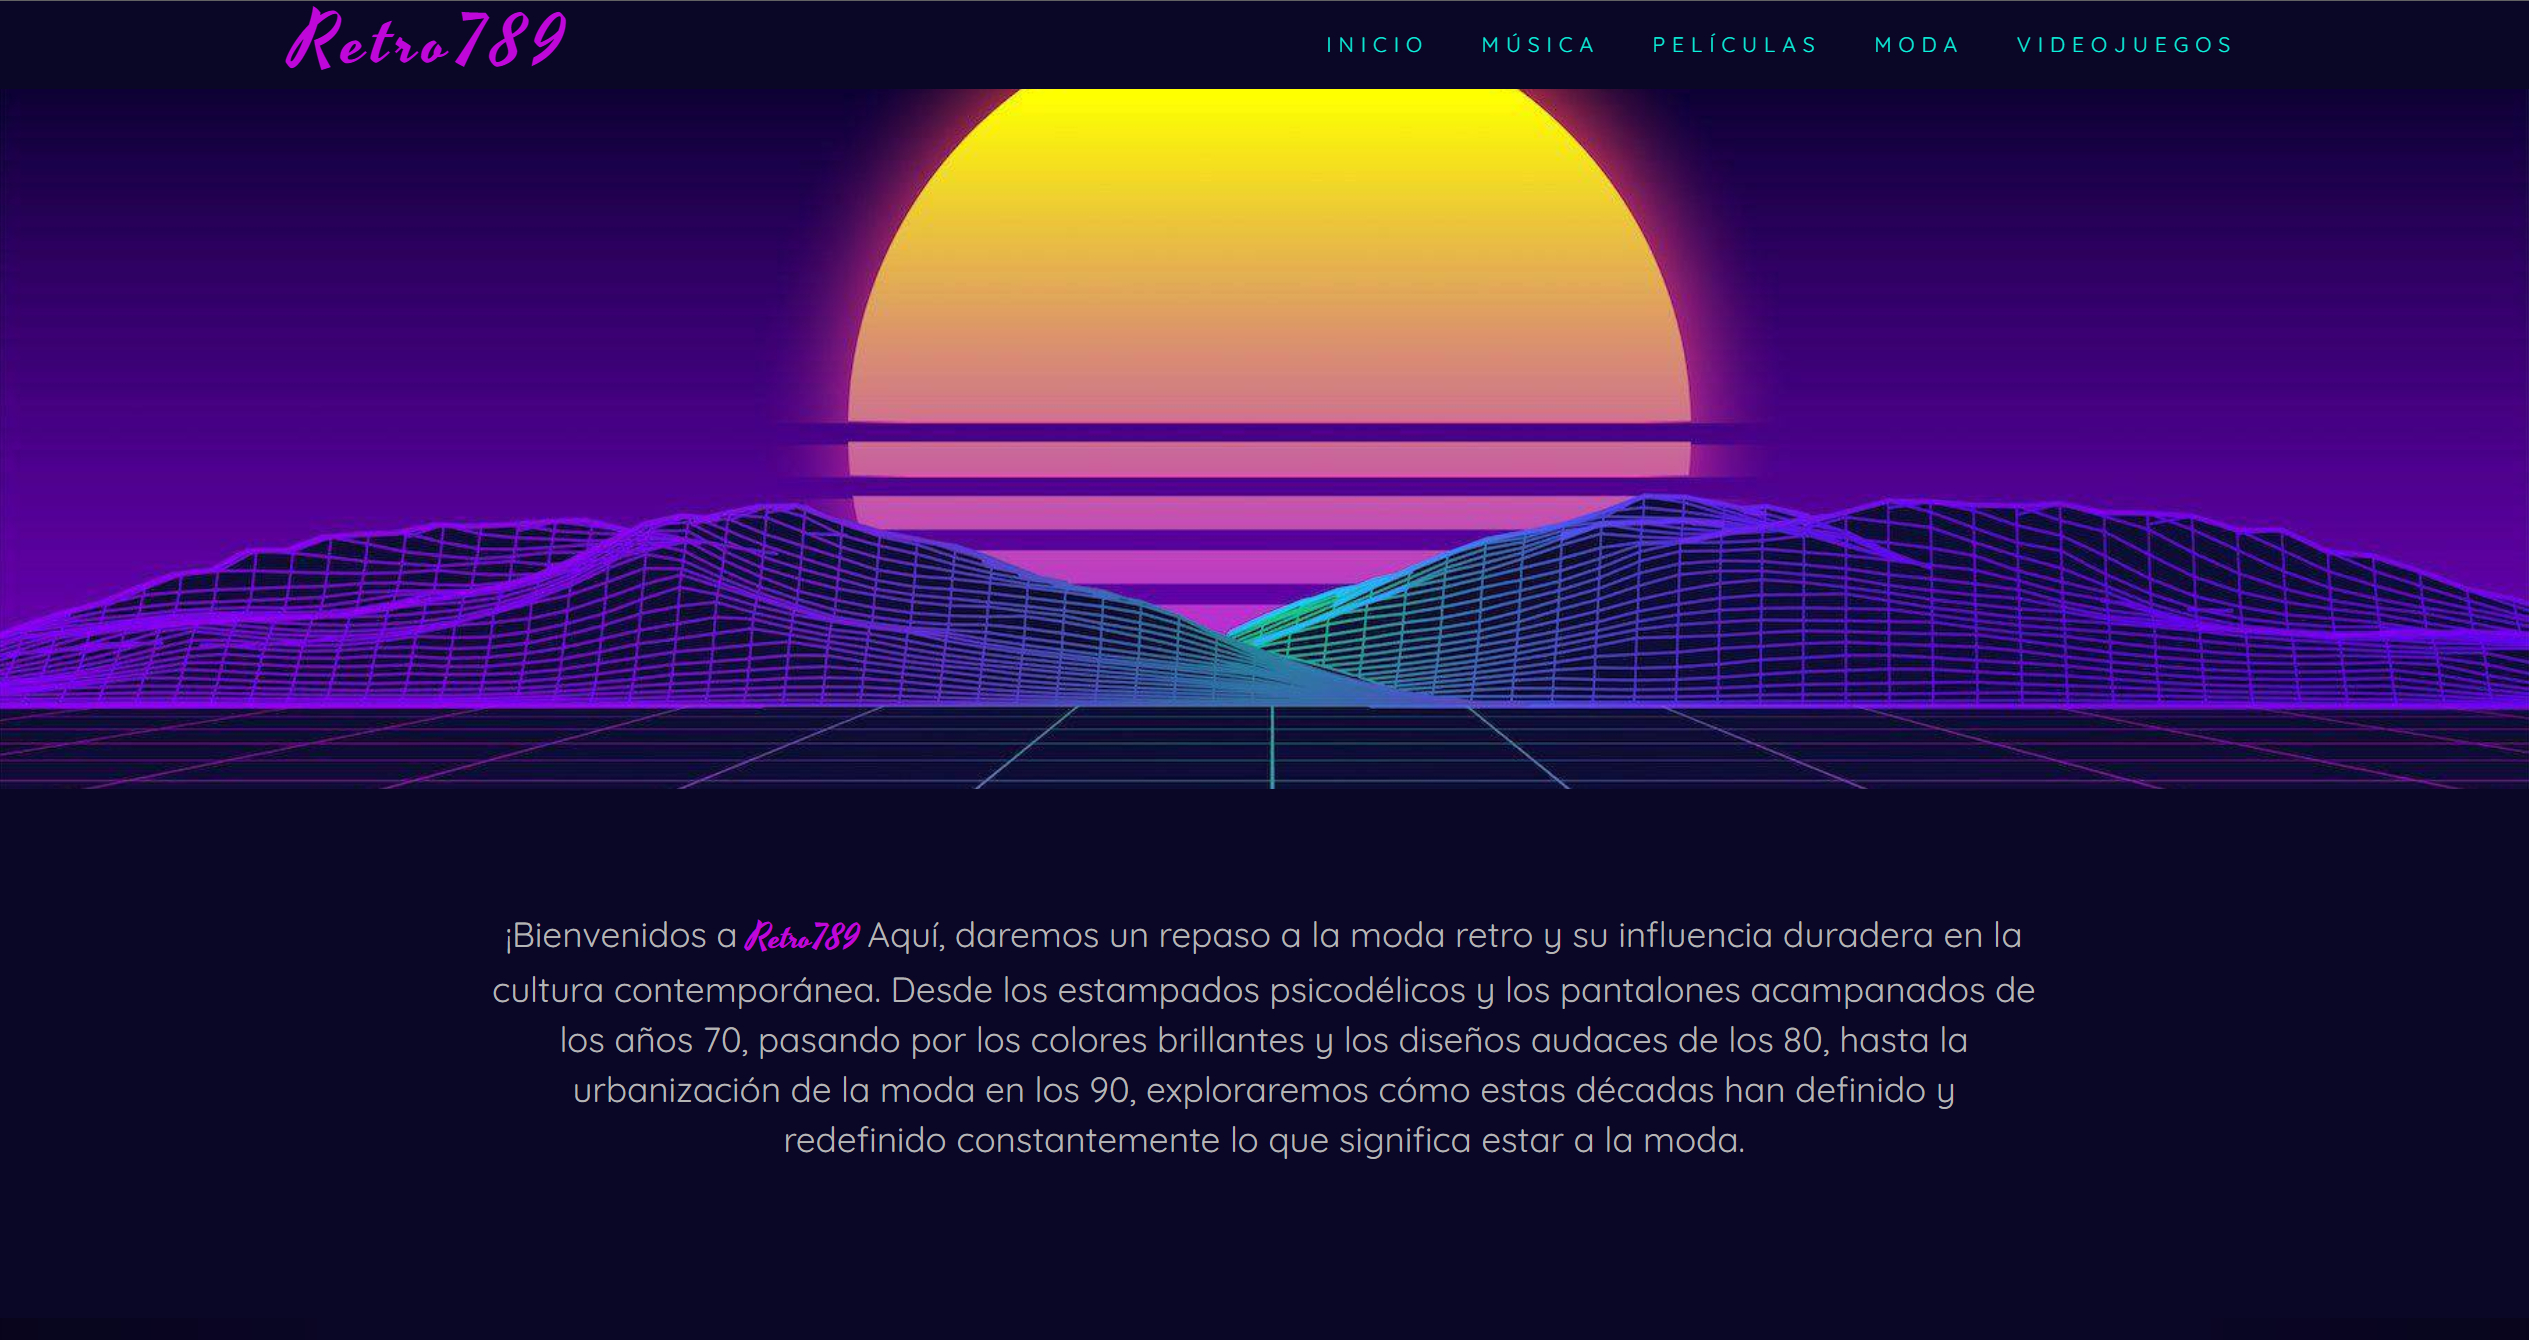 Retro789
INICIO MÚSICA PELÍCULAS MODA VIDEOJUEGOS
¡Bienvenidos a Retro789 Aquí, daremos un repaso a la moda retro y su influencia duradera en la
cultura contemporánea. Desde los estampados psicodélicos y los pantalones acampanados de
los años 70, pasando por los colores brillantes y los diseños audaces de los 80, hasta la
urbanización de la moda en los 90, exploraremos cómo estas décadas han definido y
redefinido constantemente lo que significa estar a la moda.